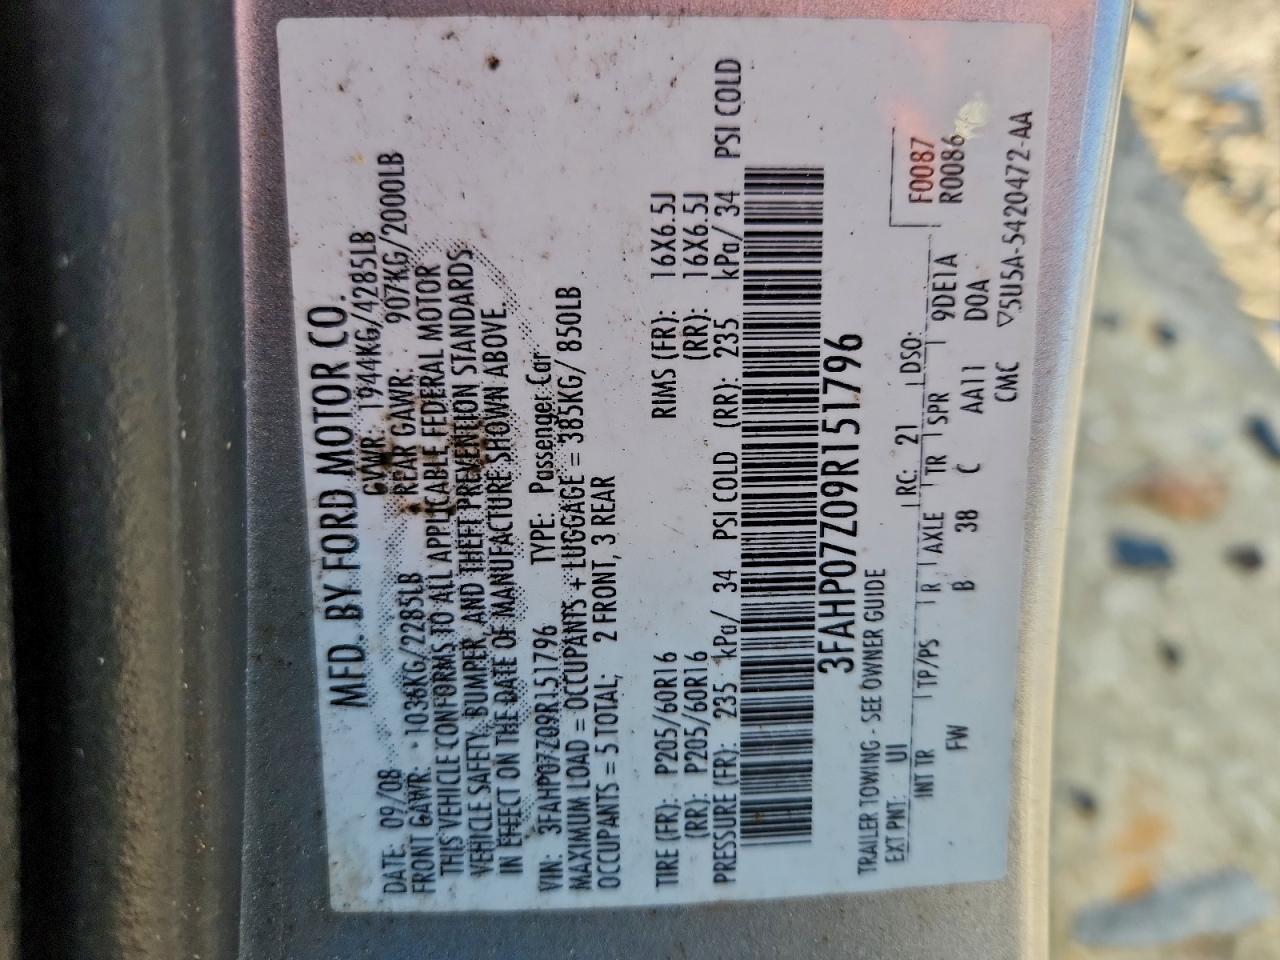 MFD. BY FORD MOTOR CO.
DATE: 09/08 GVWR: 1944KG/4285LB
FRONT GAWR: 1036KG/2285LB REAR GAWR: 907KG/2000LB
THIS VEHICLE CONFORMS TO ALL APPLICABLE FEDERAL MOTOR
VEHICLE SAFETY, BUMPER, AND THEFT PREVENTION STANDARDS
IN EFFECT ON THE DATE OF MANUFACTURE SHOWN ABOVE.
VIN: 3FAHP07Z09R151796 TYPE: Passenger Car
MAXIMUM LOAD = OCCUPANTS + LUGGAGE = 385KG/ 850LB
OCCUPANTS = 5 TOTAL, 2 FRONT, 3 REAR
TIRE (FR): P205/60R16 RIMS (FR): 16X6.5J
(RR): P205/60R16 (RR): 16X6.5J
PRESSURE (FR): 235 kPa/ 34 PSI COLD (RR): 235 kPa/ 34 PSI COLD
3FAHP07Z09R151796
TRAILER TOWING - SEE OWNER GUIDE
EXT PNT: UI RC: 21 DSO: F0087
INT TR TP/PS R AXLE TR SPR 9DE1A R0086
FW B 38 C AA11 D0A
CMC ▽5U5A-5420472-AA